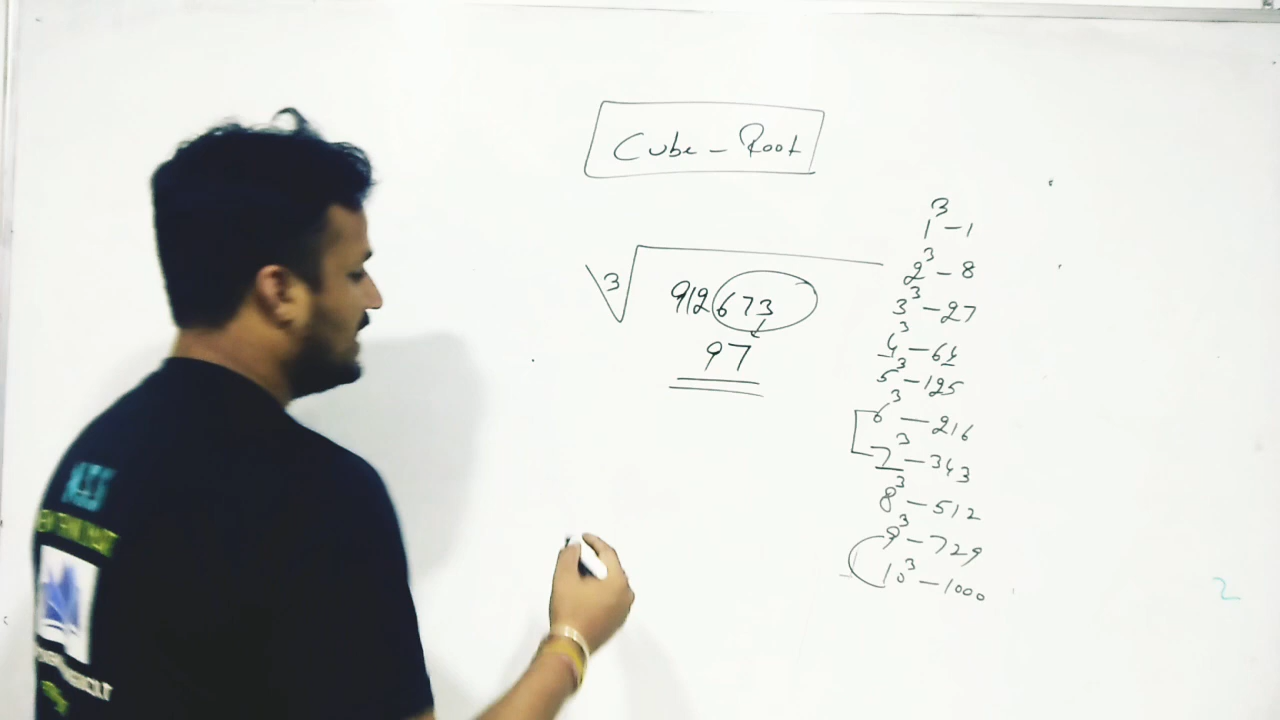 Cube - Root
3√912673
97
1³ - 1
2³ - 8
3³ - 27
4³ - 64
5³ - 125
6³ - 216
7³ - 343
8³ - 512
9³ - 729
10³ - 1000
2